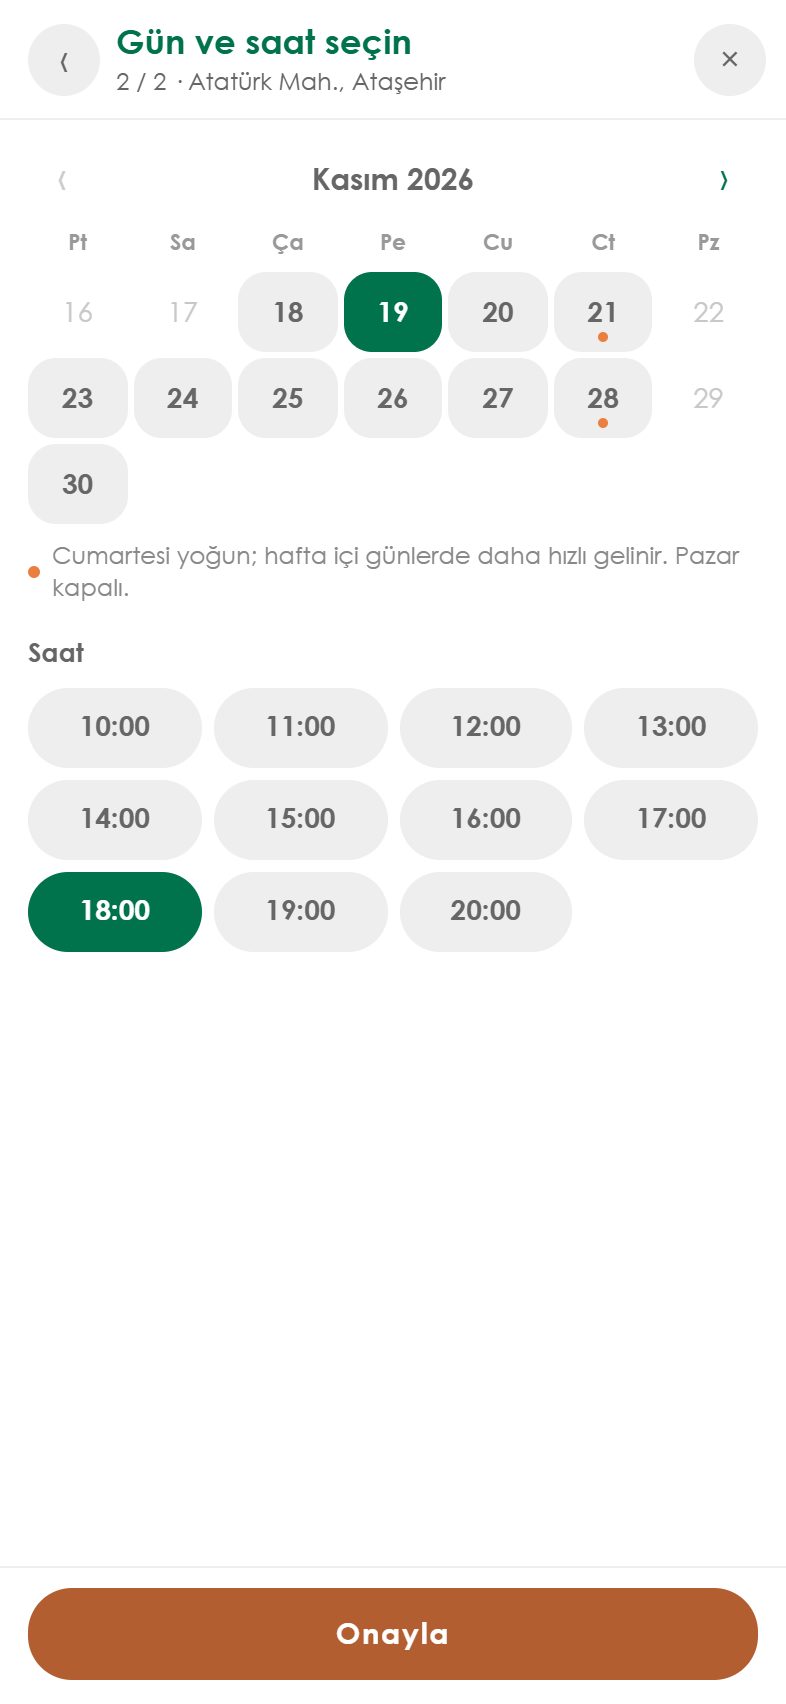 Gün ve saat seçin
2 / 2 · Atatürk Mah., Ataşehir
Kasım 2026
Pt Sa Ça Pe Cu Ct Pz
16 17 18 19 20 21 22
23 24 25 26 27 28 29
30
Cumartesi yoğun; hafta içi günlerde daha hızlı gelinir. Pazar
kapalı.
Saat
10:00 11:00 12:00 13:00
14:00 15:00 16:00 17:00
18:00 19:00 20:00
Onayla